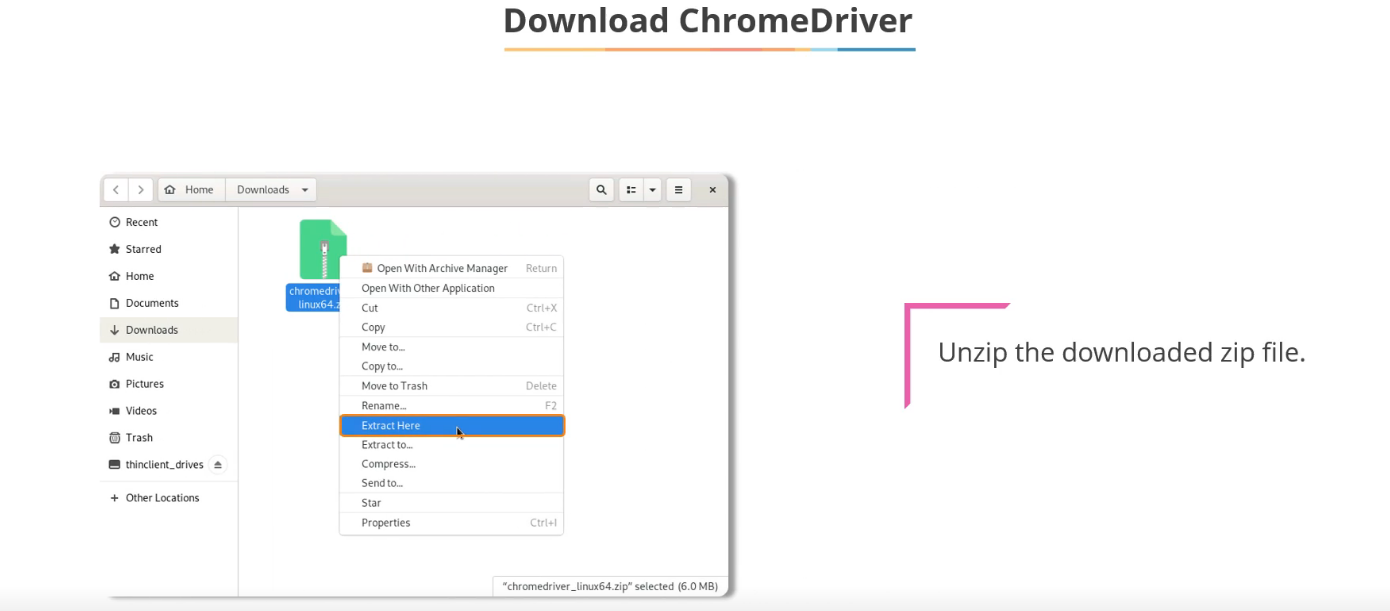 Download ChromeDriver
Home Downloads
Recent
Starred
Home
Documents
Downloads
Music
Pictures
Videos
Trash
thinclient_drives
+ Other Locations
chromedri
linux64.z
Open With Archive Manager Return
Open With Other Application
Cut Ctrl+X
Copy Ctrl+C
Move to...
Copy to...
Move to Trash Delete
Rename... F2
Extract Here
Extract to...
Compress...
Send to...
Star
Properties Ctrl+I
"chromedriver_linux64.zip" selected (6.0 MB)
Unzip the downloaded zip file.